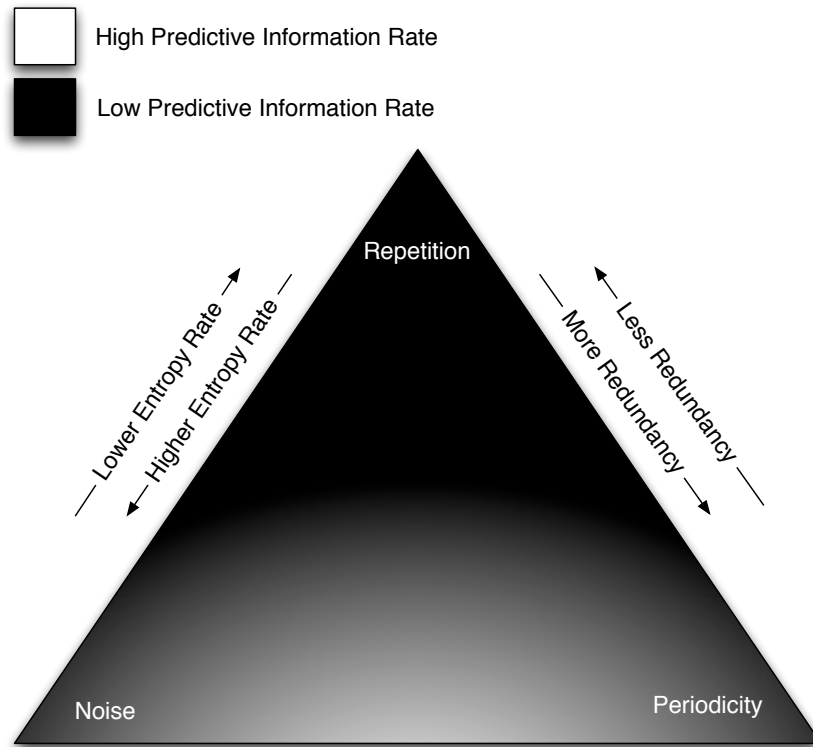 High Predictive Information Rate
Low Predictive Information Rate
Repetition
Lower Entropy Rate
Higher Entropy Rate
Less Redundancy
More Redundancy
Noise
Periodicity